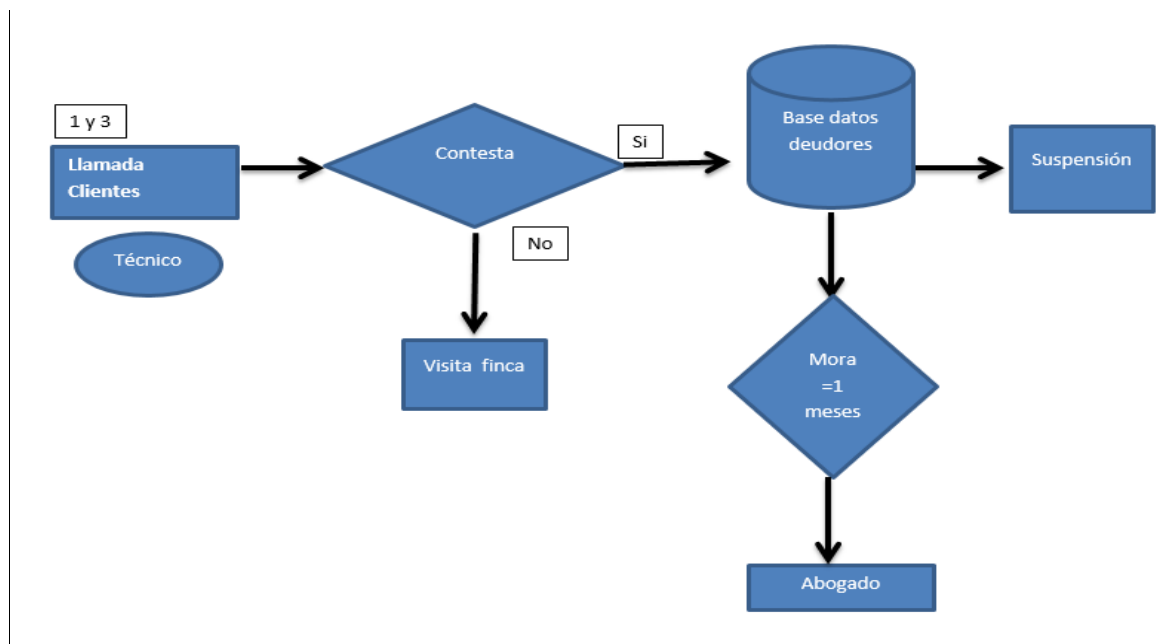 1 y 3
Llamada
Clientes
Técnico
Contesta
Si
No
Visita finca
Base datos
deudores
Suspensión
Mora
=1
meses
Abogado